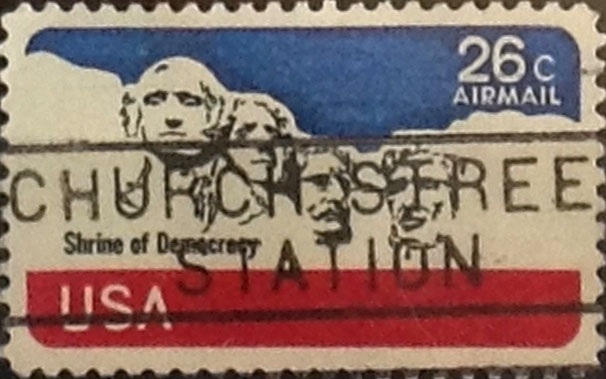 26c
AIRMAIL
CHURCH STREE
Shrine of Democracy
STATION
USA